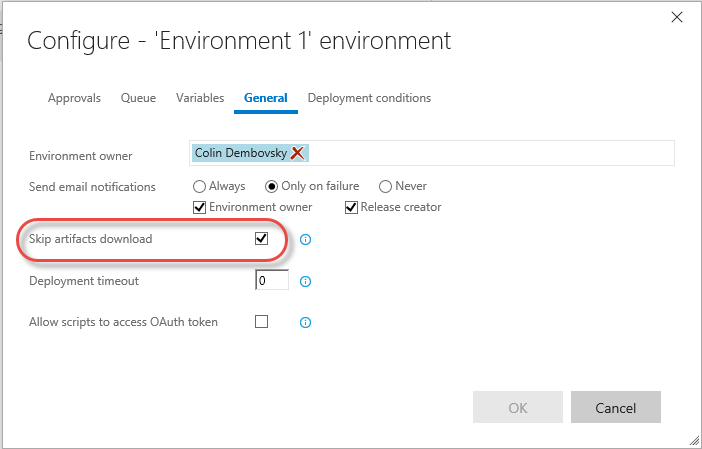 Configure - 'Environment 1' environment
Approvals Queue Variables General Deployment conditions
Environment owner Colin Dembovsky
Send email notifications Always Only on failure Never
Environment owner Release creator
Skip artifacts download
Deployment timeout 0
Allow scripts to access OAuth token
OK Cancel